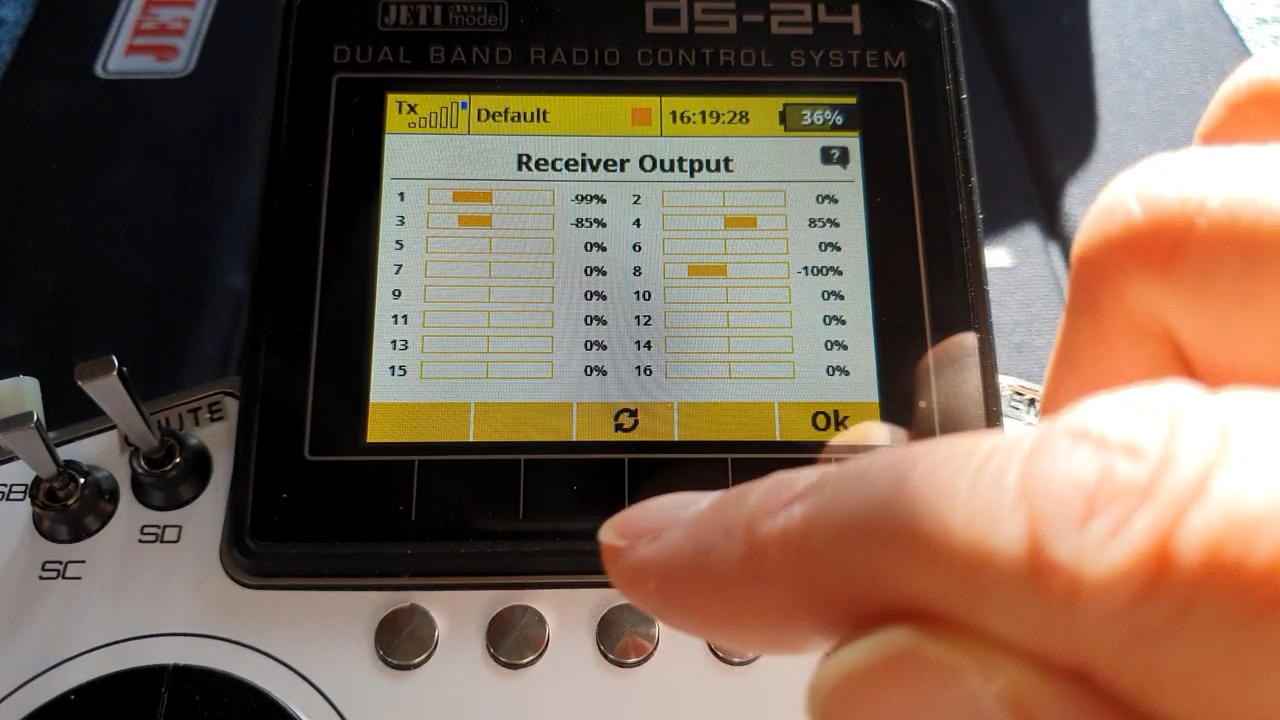 JETI model
ds-24
DUAL BAND RADIO CONTROL SYSTEM
JETI
Tx Default 16:19:28 36%
Receiver Output ?
1 -99% 2 0%
3 -85% 4 85%
5 0% 6 0%
7 0% 8 -100%
9 0% 10 0%
11 0% 12 0%
13 0% 14 0%
15 0% 16 0%
Ok
SB
SD
SC